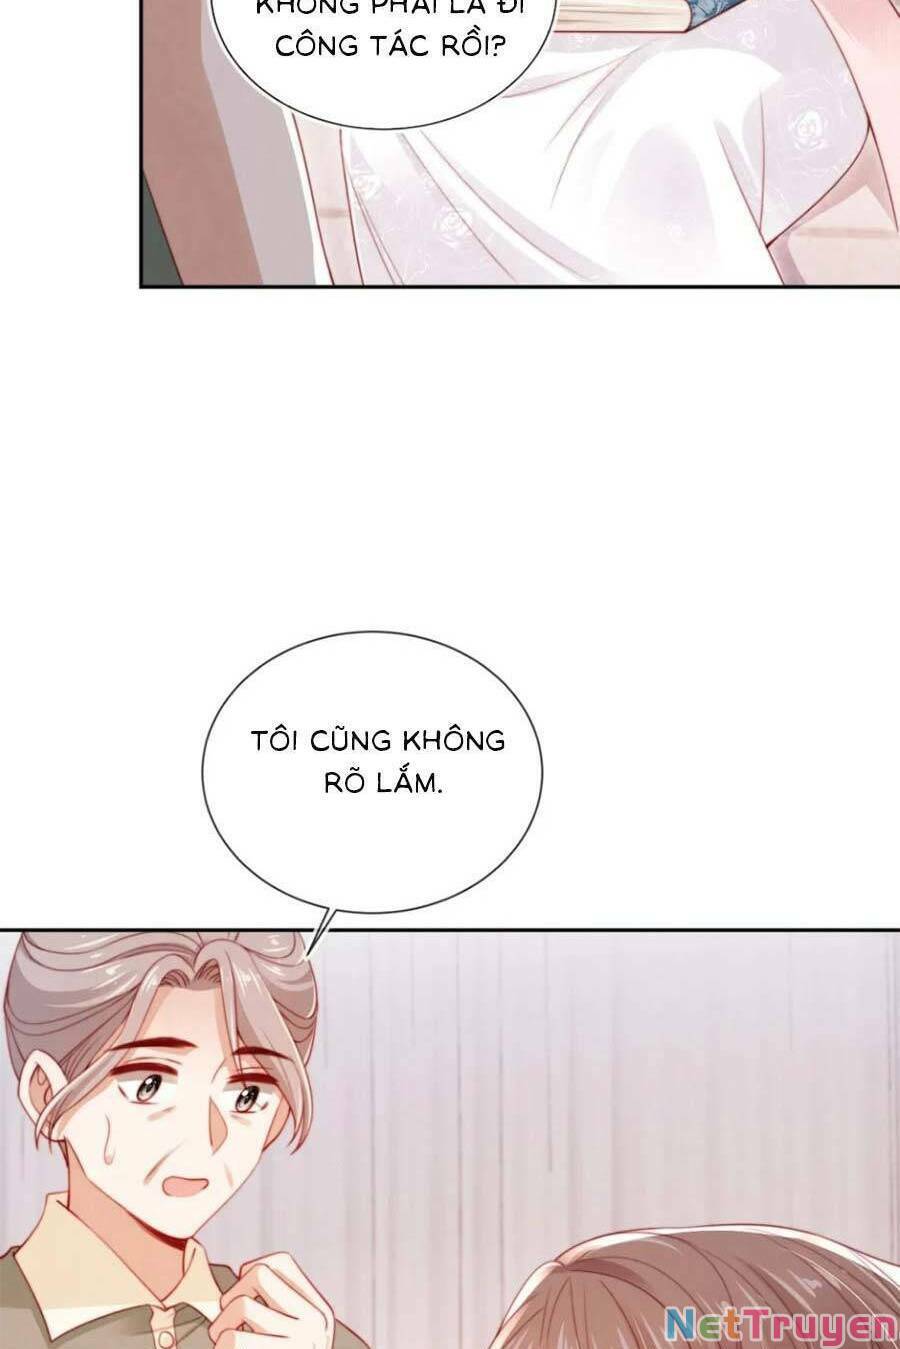 KHÔNG PHẢI LÀ ĐI
CÔNG TÁC RỒI?
TÔI CŨNG KHÔNG
RÕ LẮM.
NetTruyen